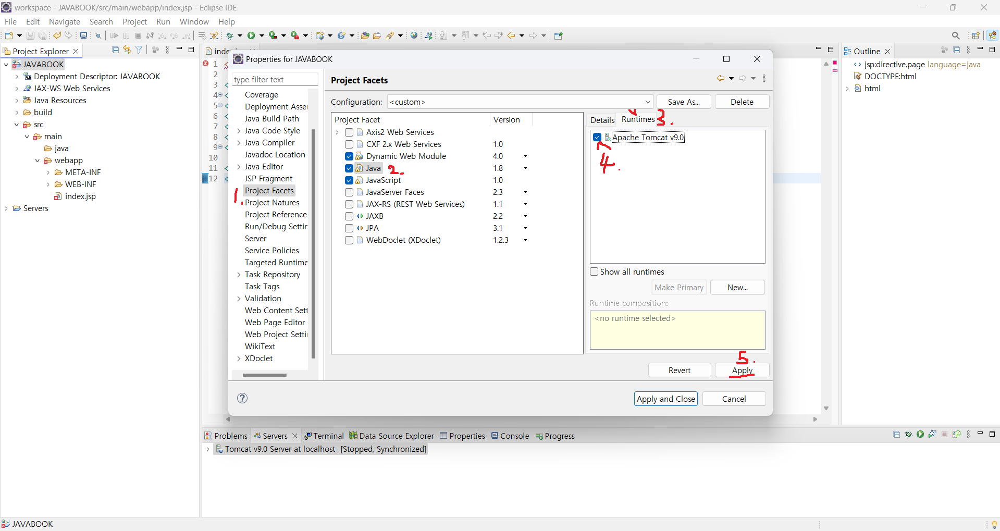 workspace - JAVABOOK/src/main/webapp/index.jsp - Eclipse IDE
File Edit Navigate Search Project Run Window Help
Project Explorer
JAVABOOK
Deployment Descriptor: JAVABOOK
JAX-WS Web Services
Java Resources
build
src
main
java
webapp
META-INF
WEB-INF
index.jsp
Servers
1
2
3
4
5
6
7
8
9
10
11
12
Properties for JAVABOOK
type filter text
Coverage
Java Build Path
Java Code Style
Java Compiler
Javadoc Location
Java Editor
JSP Fragment
Project Facets
1.
Project Natures
Project Reference
Run/Debug Settin
Server
Service Policies
Targeted Runtime
Task Repository
Task Tags
Validation
Web Content Sett
Web Page Editor
Web Project Settin
WikiText
XDoclet
Project Facets
Configuration: <custom> Save As... Delete
Project Facet Version
Axis2 Web Services
CXF 2.x Web Services 1.0
Dynamic Web Module 4.0
Java 2. 1.8
JavaScript 1.0
JavaServer Faces 2.3
JAX-RS (REST Web Services) 1.1
JAXB 2.2
JPA 3.1
WebDoclet (XDoclet) 1.2.3
Details Runtimes 3.
Apache Tomcat v9.0
4.
Show all runtimes
Make Primary New...
Runtime composition:
<no runtime selected>
5.
Revert Apply
Apply and Close Cancel
Outline
jsp:directive.page language=java
DOCTYPE:html
html
Problems Servers Terminal Data Source Explorer Properties Console Progress
Tomcat v9.0 Server at localhost [Stopped, Synchronized]
JAVABOOK